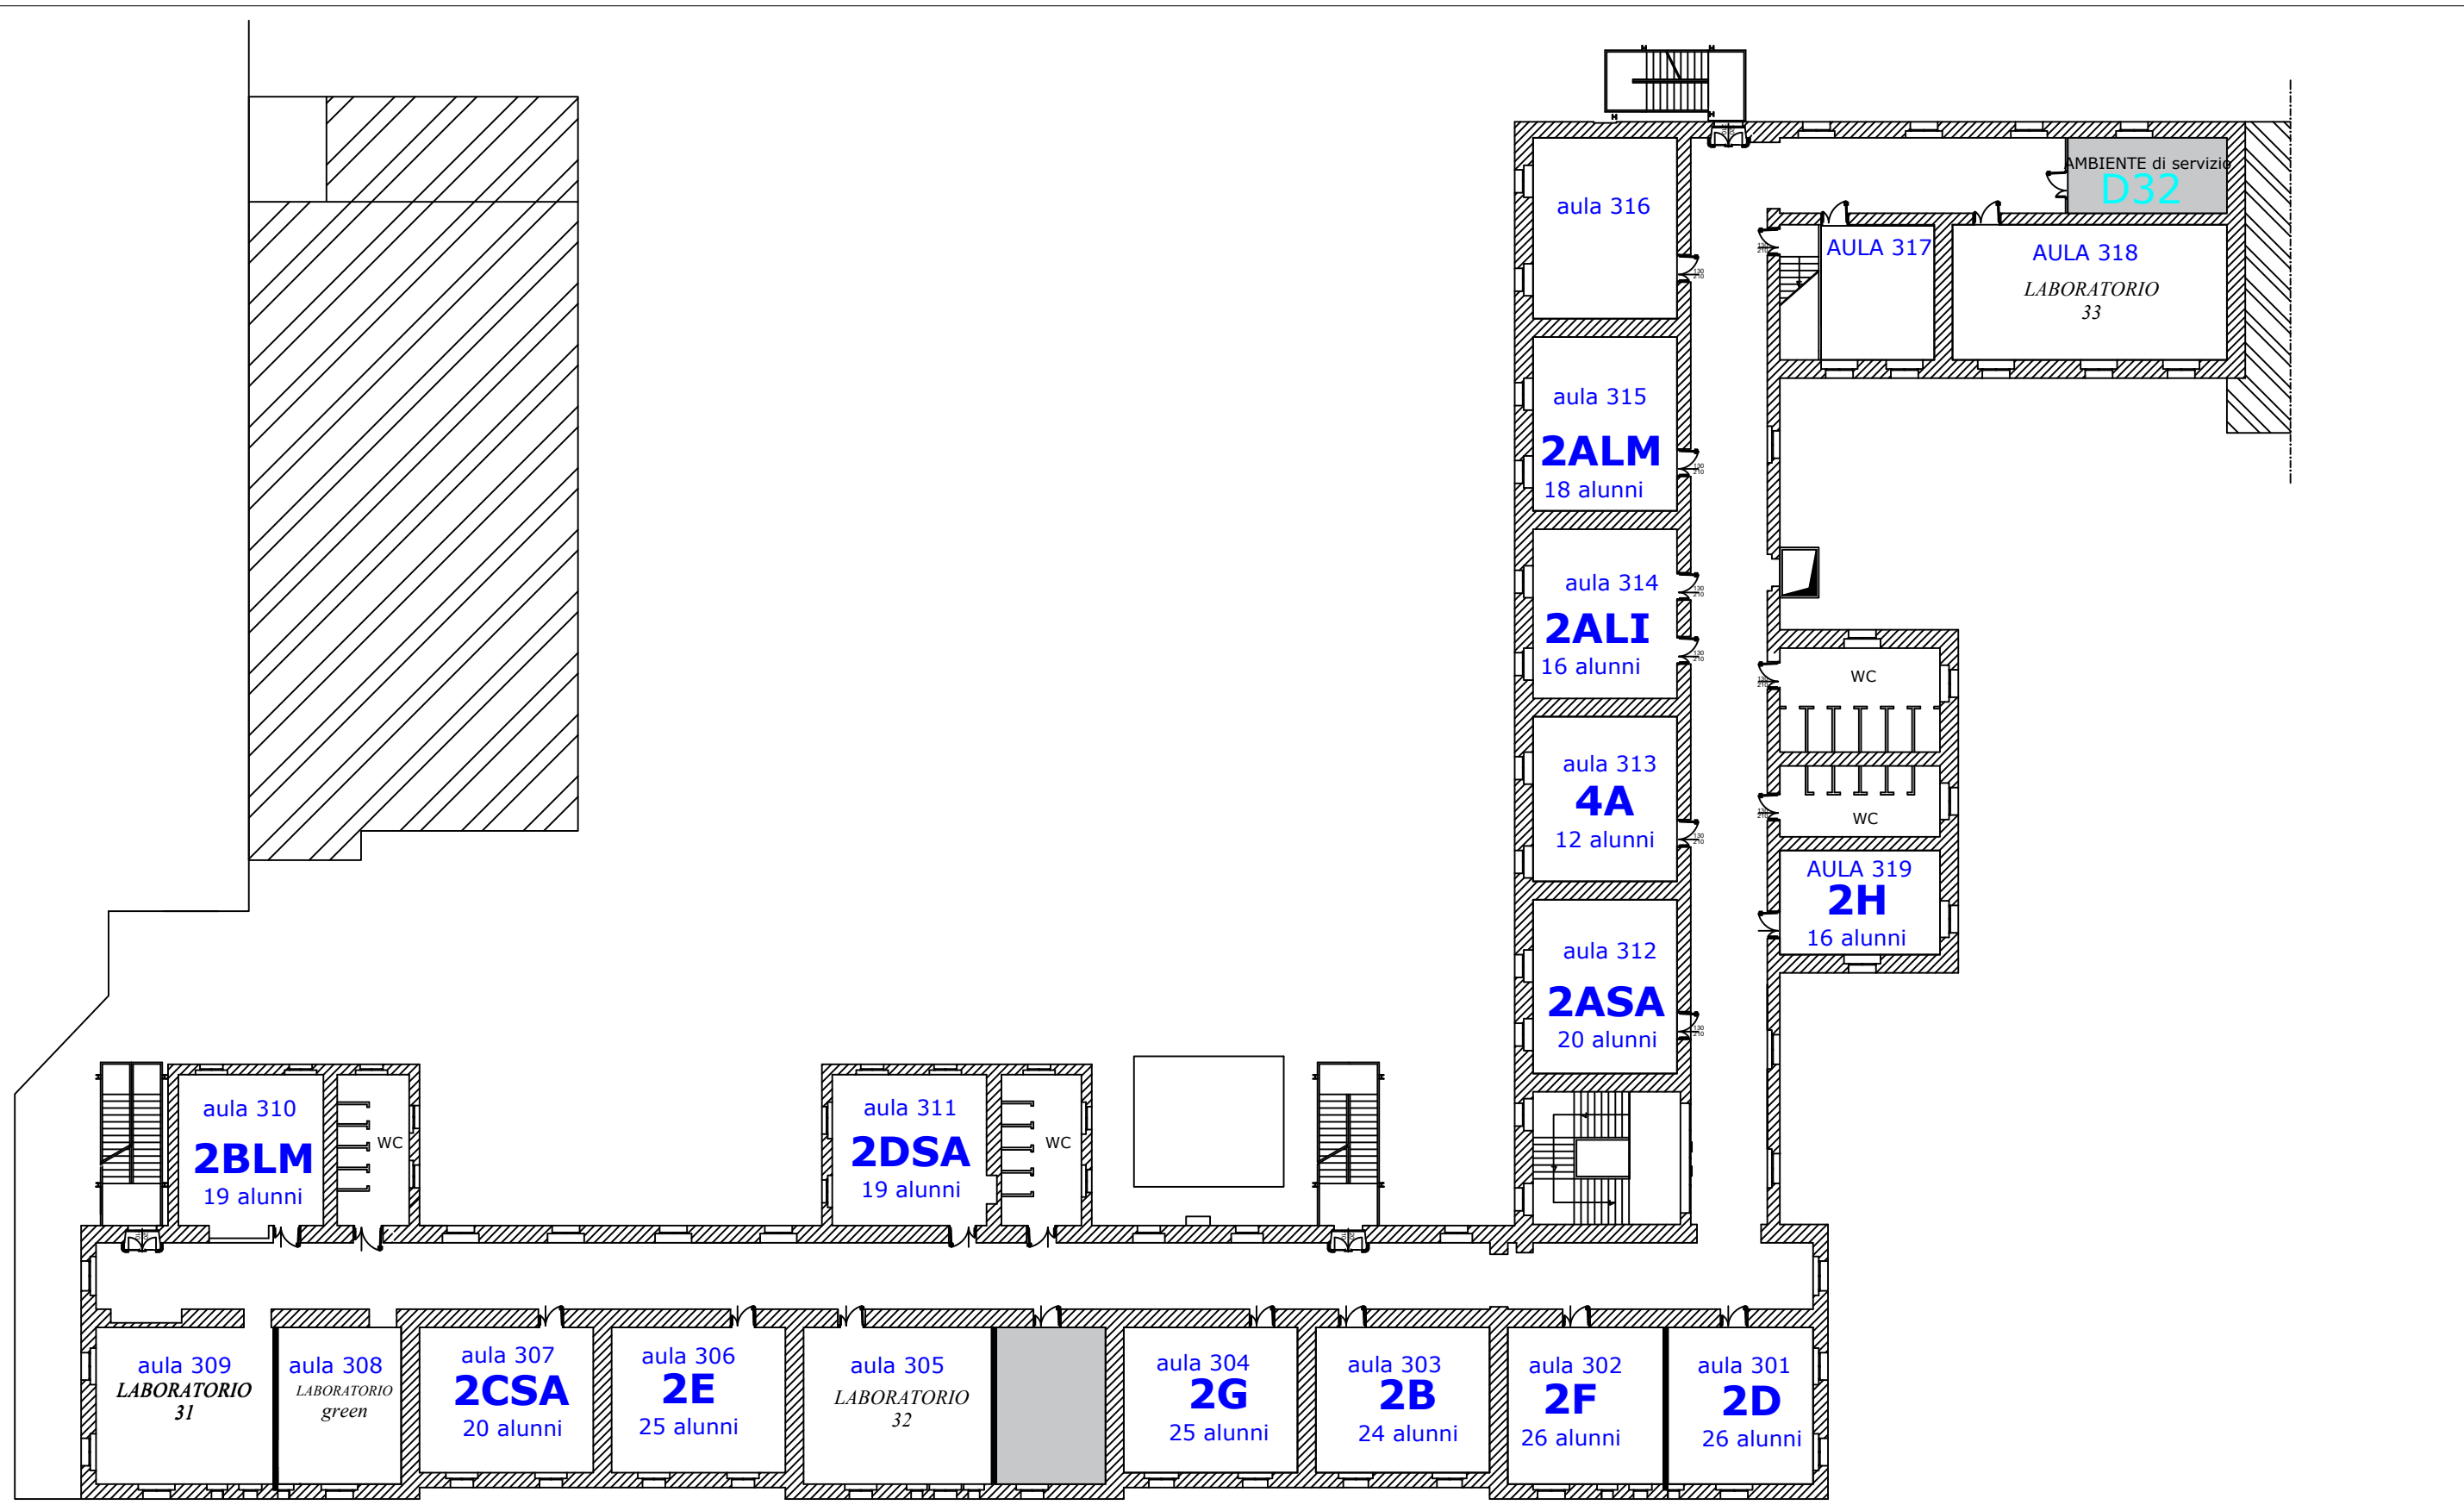 AMBIENTE di servizio
D32
aula 316
AULA 317
AULA 318
LABORATORIO
33
aula 315
2ALM
18 alunni
aula 314
2ALI
16 alunni
WC
aula 313
4A
12 alunni
WC
AULA 319
2H
16 alunni
aula 312
2ASA
20 alunni
aula 310
2BLM
19 alunni
WC
aula 311
2DSA
19 alunni
WC
aula 309
LABORATORIO
31
aula 308
LABORATORIO
green
aula 307
2CSA
20 alunni
aula 306
2E
25 alunni
aula 305
LABORATORIO
32
aula 304
2G
25 alunni
aula 303
2B
24 alunni
aula 302
2F
26 alunni
aula 301
2D
26 alunni